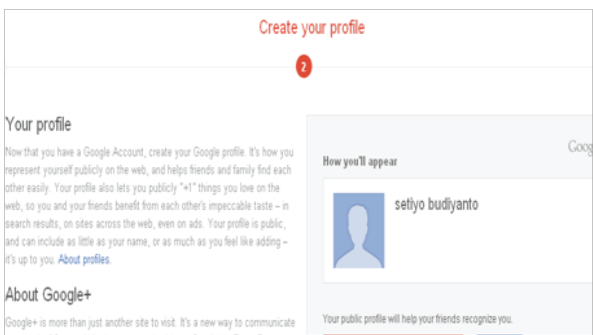 Create your profile
2
Your profile
Now that you have a Google Account, create your Google profile. It's how you
represent yourself publicly on the web, and helps friends and family find each
other easily. Your profile also lets you publicly "+1" things you love on the
web, so you and your friends benefit from each other's impeccable taste – in
search results, on sites across the web, even on ads. Your profile is public,
and can include as little as your name, or as much as you feel like adding –
it's up to you. About profiles.
About Google+
Google+ is more than just another site to visit. It's a new way to communicate
Goog
How you'll appear
setiyo budiyanto
Your public profile will help your friends recognize you.